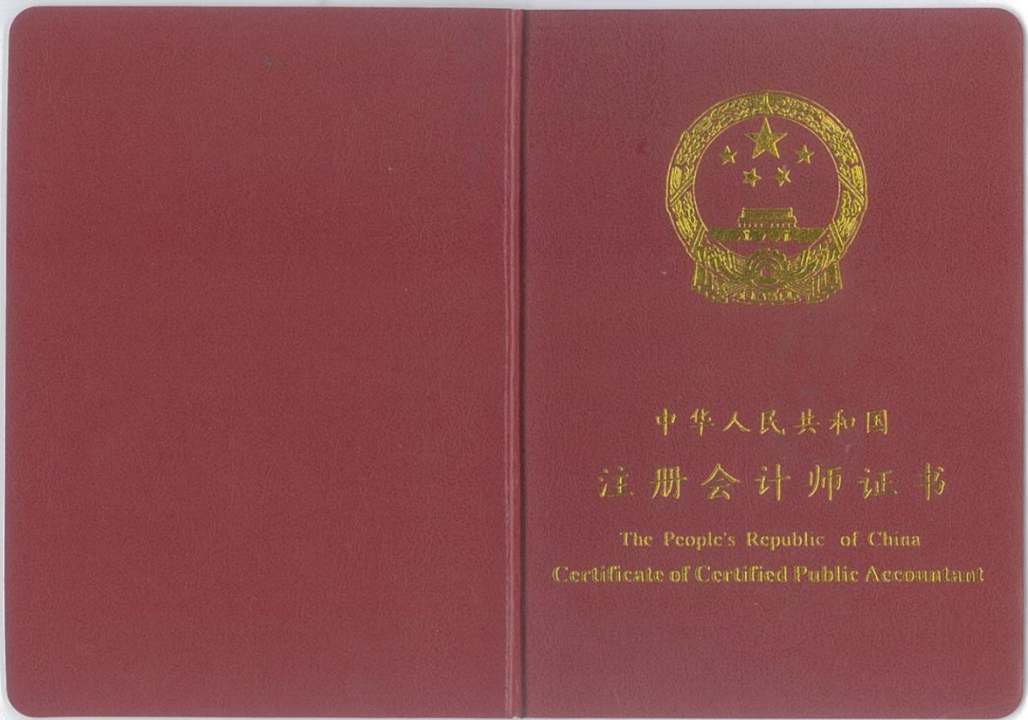 中华人民共和国
注册会计师证书
The People's Republic of China
Certificate of Certified Public Accountant